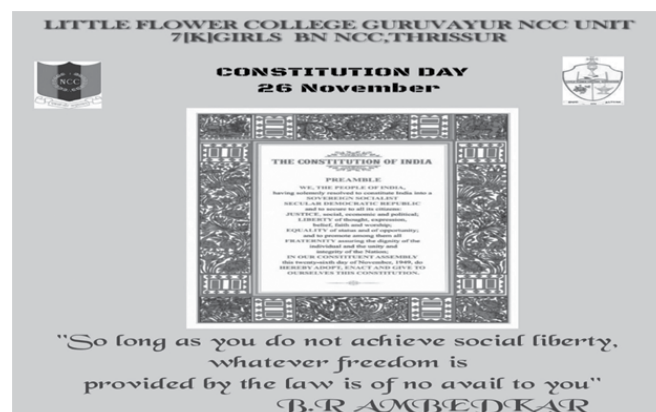 LITTLE FLOWER COLLEGE GURUVAYUR NCC UNIT
7[K]GIRLS BN NCC,THRISSUR
NCC
CONSTITUTION DAY
26 November
THE CONSTITUTION OF INDIA
PREAMBLE
WE, THE PEOPLE OF INDIA,
having solemnly resolved to constitute India into a
SOVEREIGN SOCIALIST
SECULAR DEMOCRATIC REPUBLIC
and to secure to all its citizens:
JUSTICE, social, economic and political;
LIBERTY of thought, expression,
belief, faith and worship;
EQUALITY of status and of opportunity;
and to promote among them all
FRATERNITY assuring the dignity of the
individual and the unity and
integrity of the Nation;
IN OUR CONSTITUENT ASSEMBLY
this twenty-sixth day of November, 1949, do
HEREBY ADOPT, ENACT AND GIVE TO
OURSELVES THIS CONSTITUTION.
"So long as you do not achieve social liberty,
whatever freedom is
provided by the law is of no avail to you"
B.R AMBEDKAR